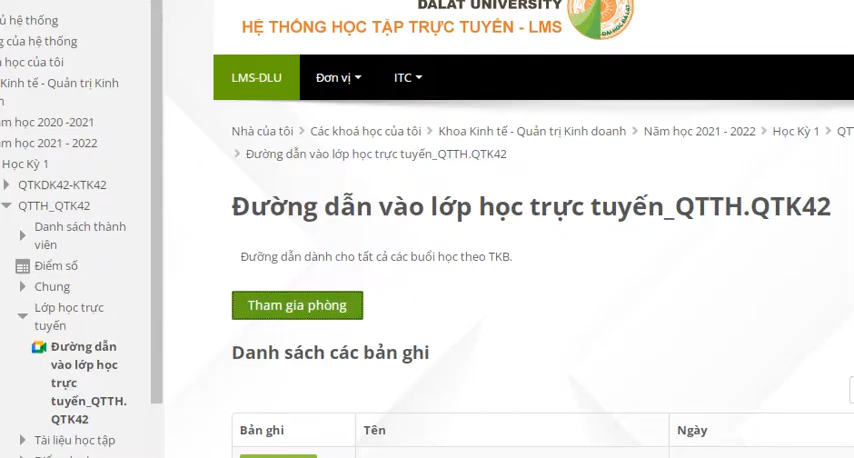 DALAT UNIVERSITY
HỆ THỐNG HỌC TẬP TRỰC TUYẾN - LMS
ĐẠI HỌC ĐÀ LẠT
LMS-DLU
Đơn vị
ITC
hệ thống
của hệ thống
học của tôi
Kinh tế - Quản trị Kinh
học 2020 -2021
học 2021 - 2022
Học Kỳ 1
QTKDK42-KTK42
QTTH_QTK42
Danh sách thành
viên
Điểm số
Chung
Lớp học trực
tuyến
Đường dẫn
vào lớp học
trực
tuyến_QTTH.
QTK42
Tài liệu học tập
Nhà của tôi > Các khoá học của tôi > Khoa Kinh tế - Quản trị Kinh doanh > Năm học 2021 - 2022 > Học Kỳ 1 > QT
> Đường dẫn vào lớp học trực tuyến_QTTH.QTK42
Đường dẫn vào lớp học trực tuyến_QTTH.QTK42
Đưỡng dẫn dành cho tất cả các buổi học theo TKB.
Tham gia phòng
Danh sách các bản ghi
Bản ghi
Tên
Ngày